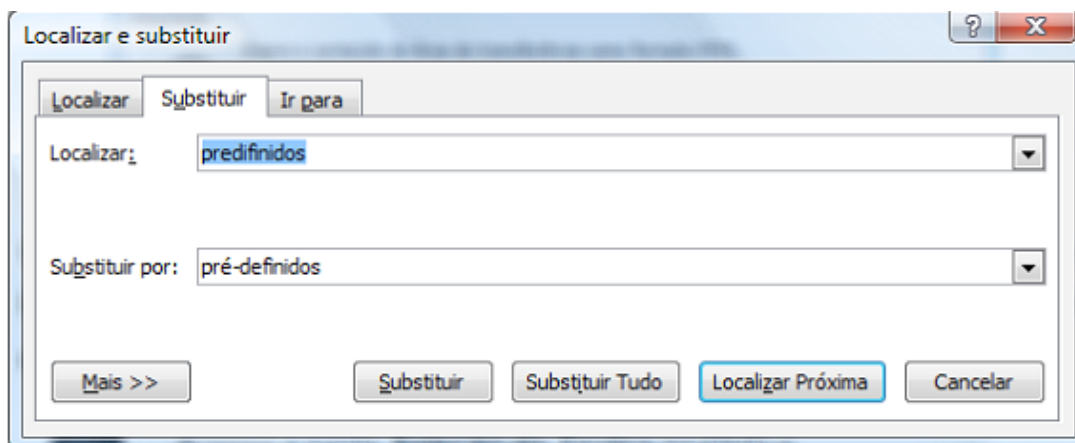 Localizar e substituir
Localizar Substituir Ir para
Localizar: predifinidos
Substituir por: pré-definidos
Mais >> Substituir Substituir Tudo Localizar Próxima Cancelar